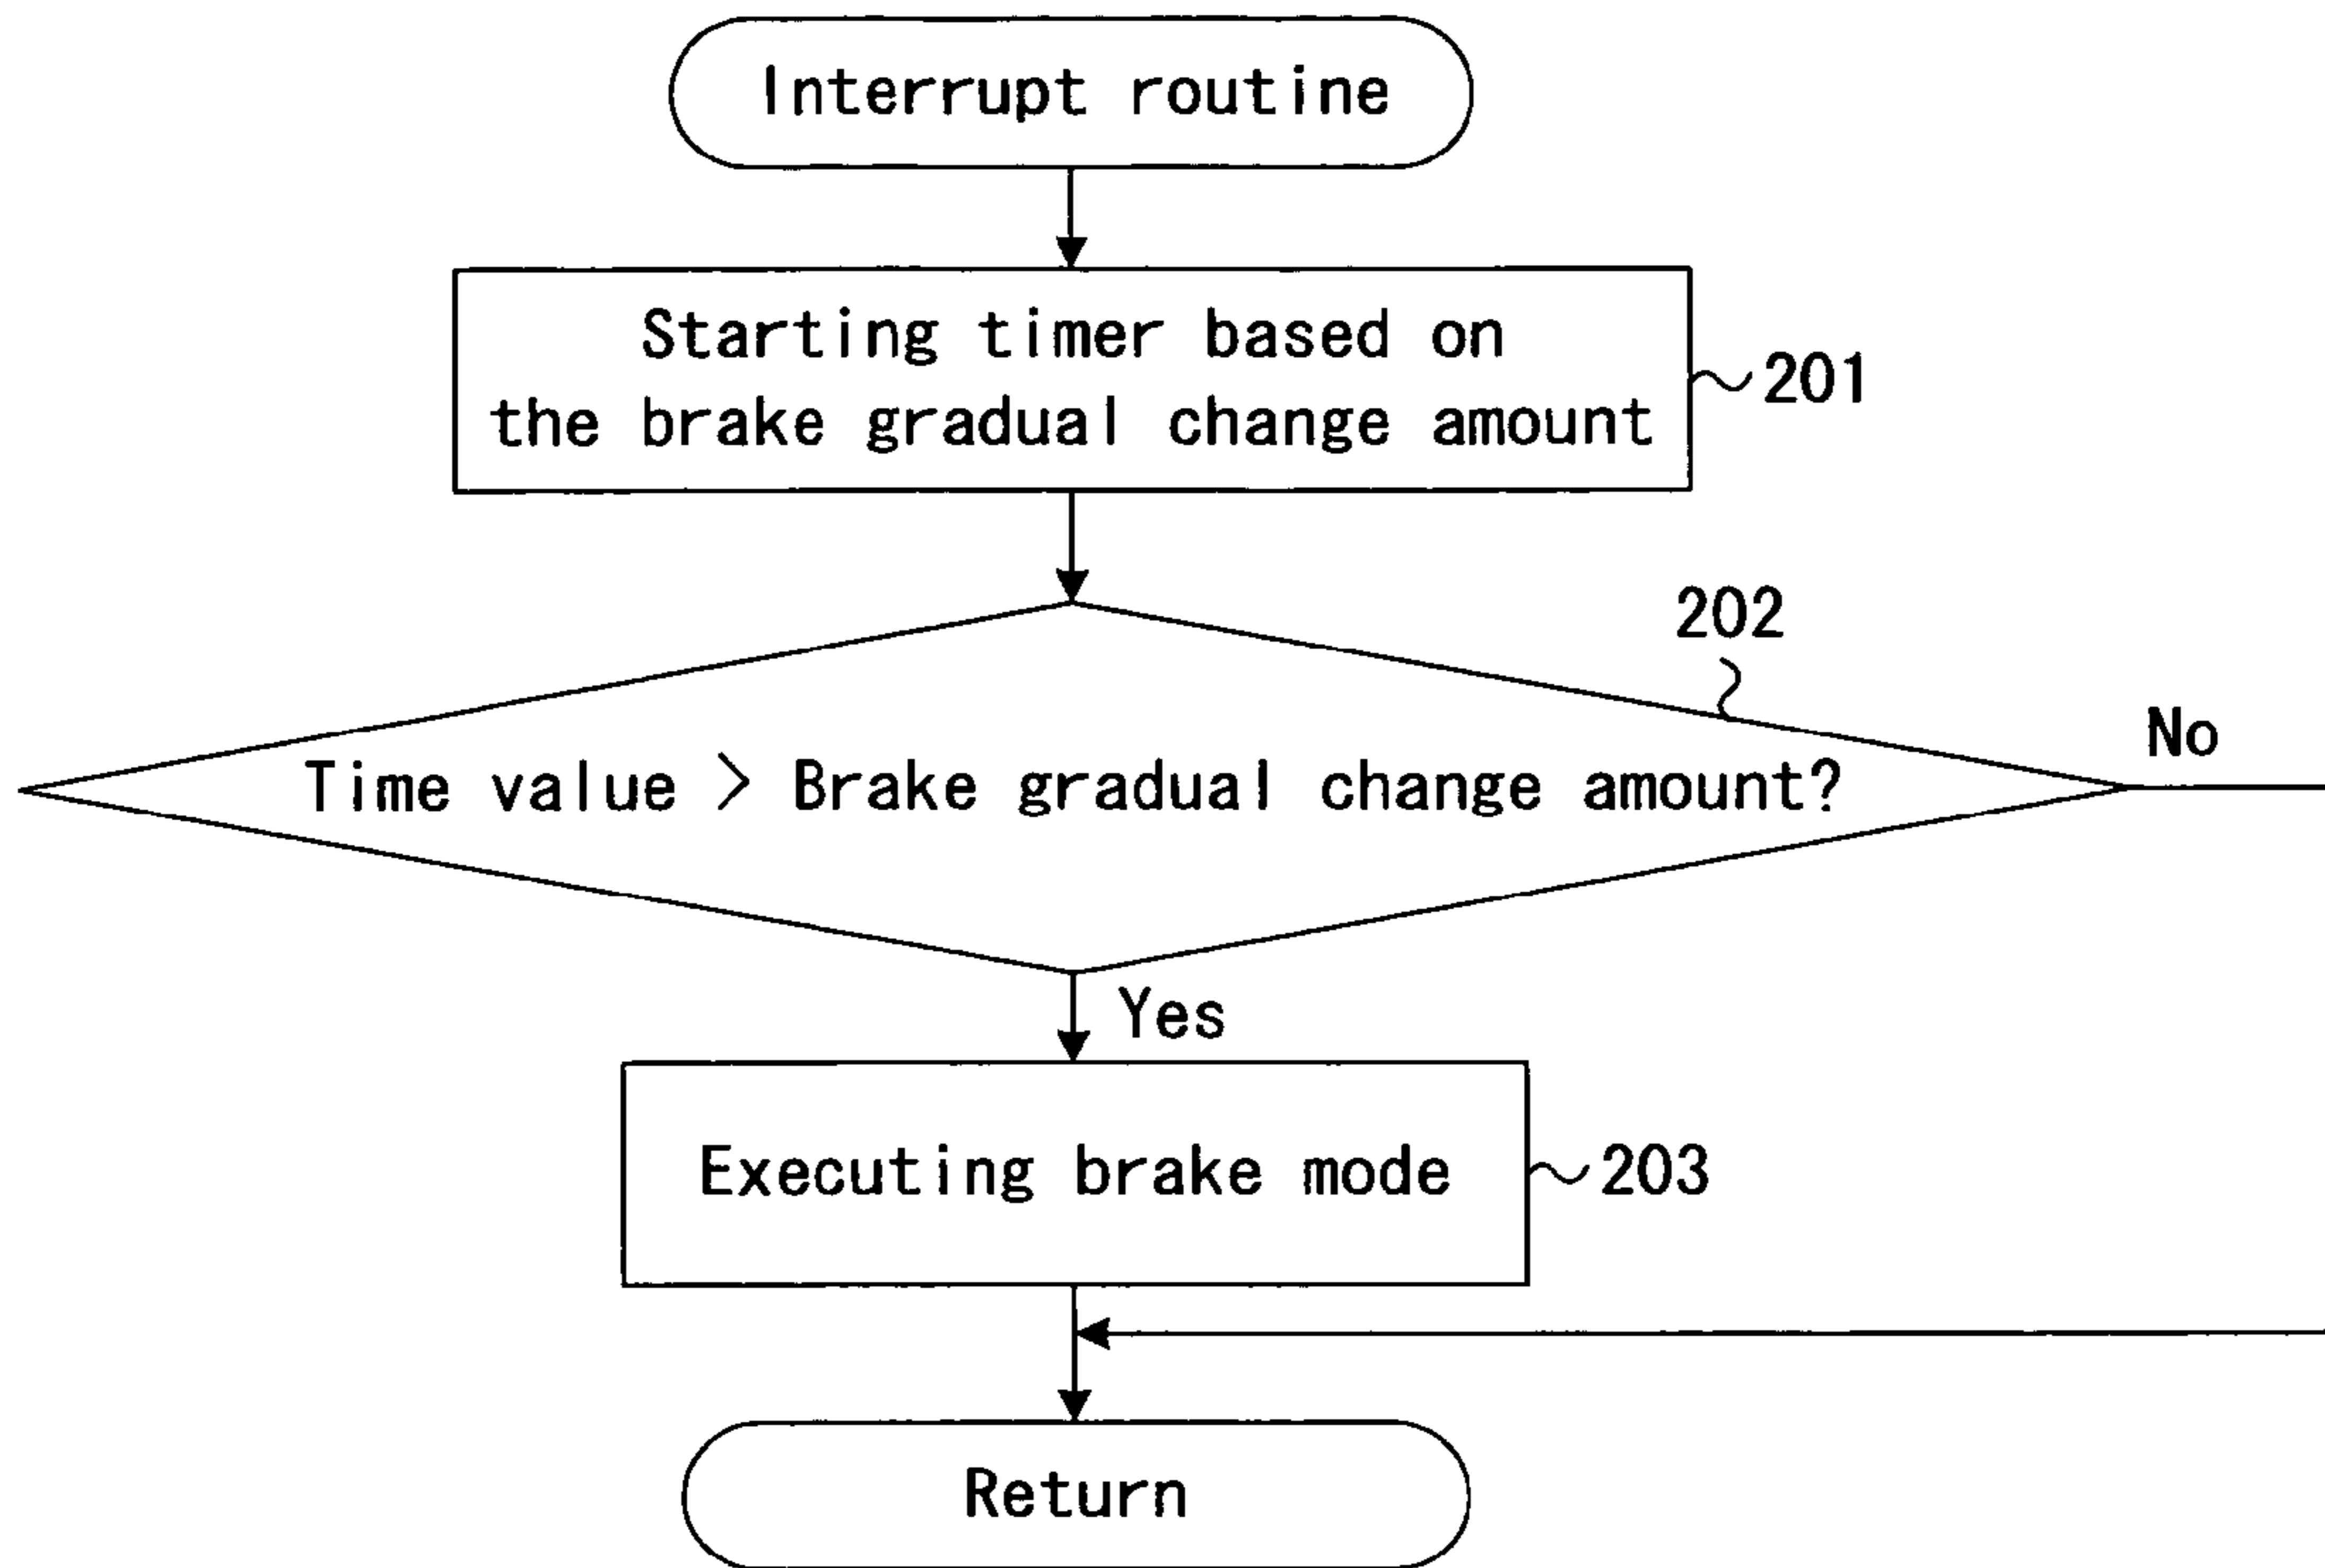 Interrupt routine
Starting timer based on
the brake gradual change amount
201
202
No
Time value > Brake gradual change amount?
Yes
Executing brake mode
203
Return